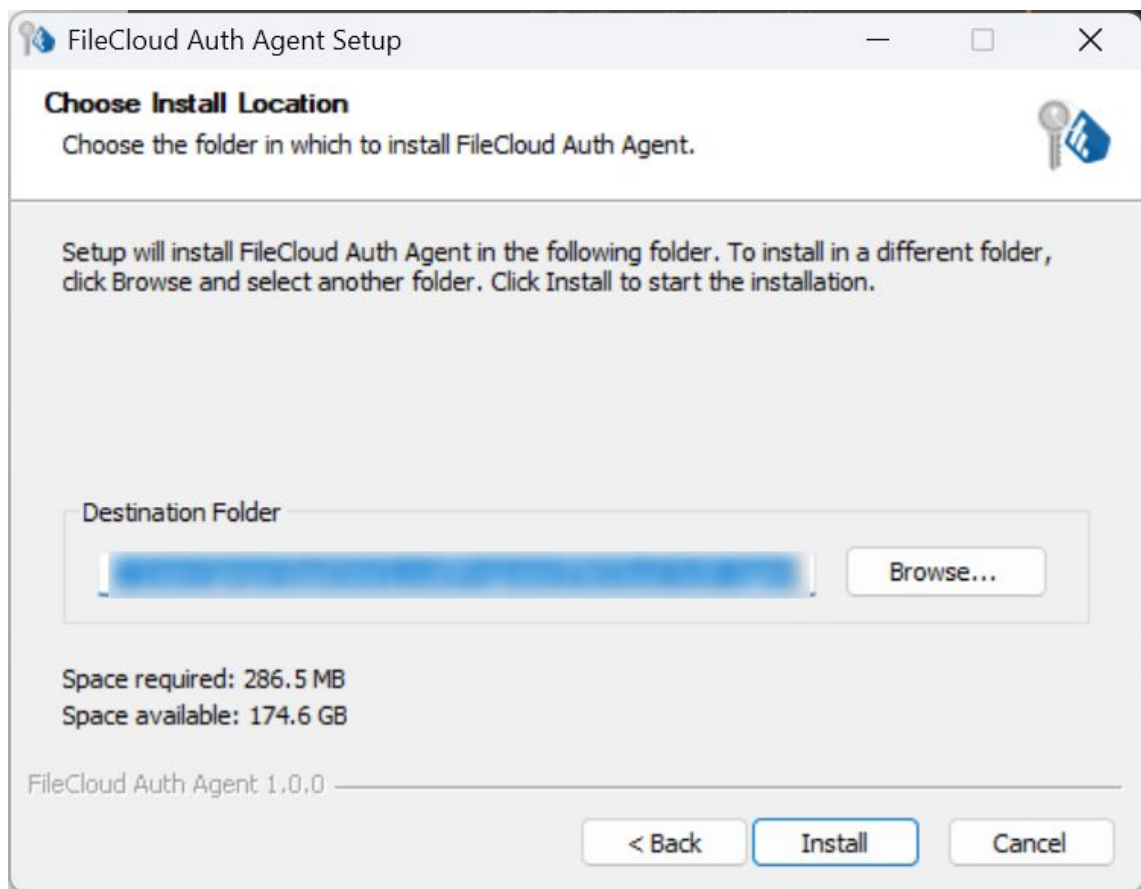 FileCloud Auth Agent Setup
Choose Install Location
Choose the folder in which to install FileCloud Auth Agent.
Setup will install FileCloud Auth Agent in the following folder. To install in a different folder,
click Browse and select another folder. Click Install to start the installation.
Destination Folder
Browse...
Space required: 286.5 MB
Space available: 174.6 GB
FileCloud Auth Agent 1.0.0
< Back
Install
Cancel